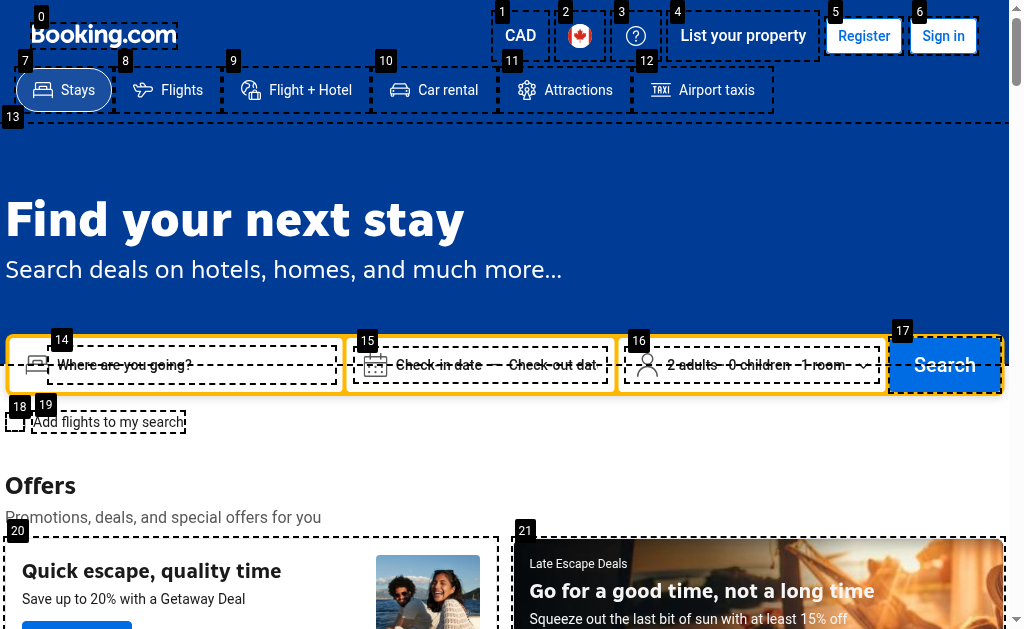 0
1
2
3
4
5
6
Booking.com
CAD
List your property
Register
Sign in
7
8
9
10
11
12
Stays
Flights
Flight + Hotel
Car rental
Attractions
TAXI
Airport taxis
13
Find your next stay
Search deals on hotels, homes, and much more...
14
15
16
17
Where are you going?
Check-in date — Check-out dat
2 adults · 0 children · 1 room
Search
18
19
Add flights to my search
Offers
Promotions, deals, and special offers for you
20
21
Quick escape, quality time
Save up to 20% with a Getaway Deal
Late Escape Deals
Go for a good time, not a long time
Squeeze out the last bit of sun with at least 15% off